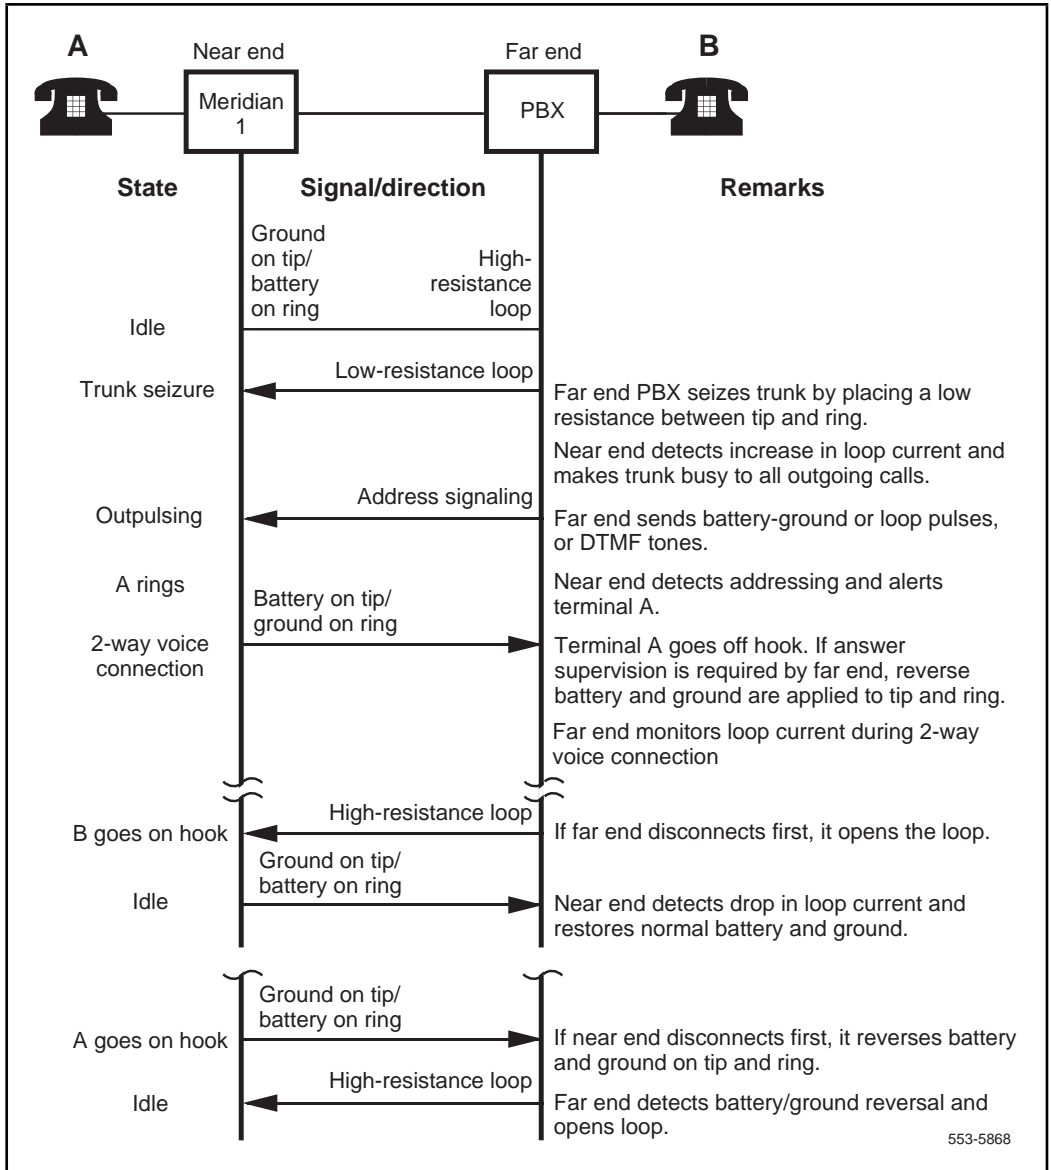 A
Near end
Far end
B
Meridian
1
PBX
State
Signal/direction
Remarks
Ground
on tip/
battery
on ring
High-
resistance
loop
Idle
Low-resistance loop
Trunk seizure
Far end PBX seizes trunk by placing a low
resistance between tip and ring.
Near end detects increase in loop current and
makes trunk busy to all outgoing calls.
Address signaling
Outpulsing
Far end sends battery-ground or loop pulses,
or DTMF tones.
A rings
Near end detects addressing and alerts
terminal A.
Battery on tip/
ground on ring
2-way voice
connection
Terminal A goes off hook. If answer
supervision is required by far end, reverse
battery and ground are applied to tip and ring.
Far end monitors loop current during 2-way
voice connection
High-resistance loop
B goes on hook
If far end disconnects first, it opens the loop.
Ground on tip/
battery on ring
Idle
Near end detects drop in loop current and
restores normal battery and ground.
Ground on tip/
battery on ring
A goes on hook
If near end disconnects first, it reverses battery
and ground on tip and ring.
High-resistance loop
Idle
Far end detects battery/ground reversal and
opens loop.
553-5868